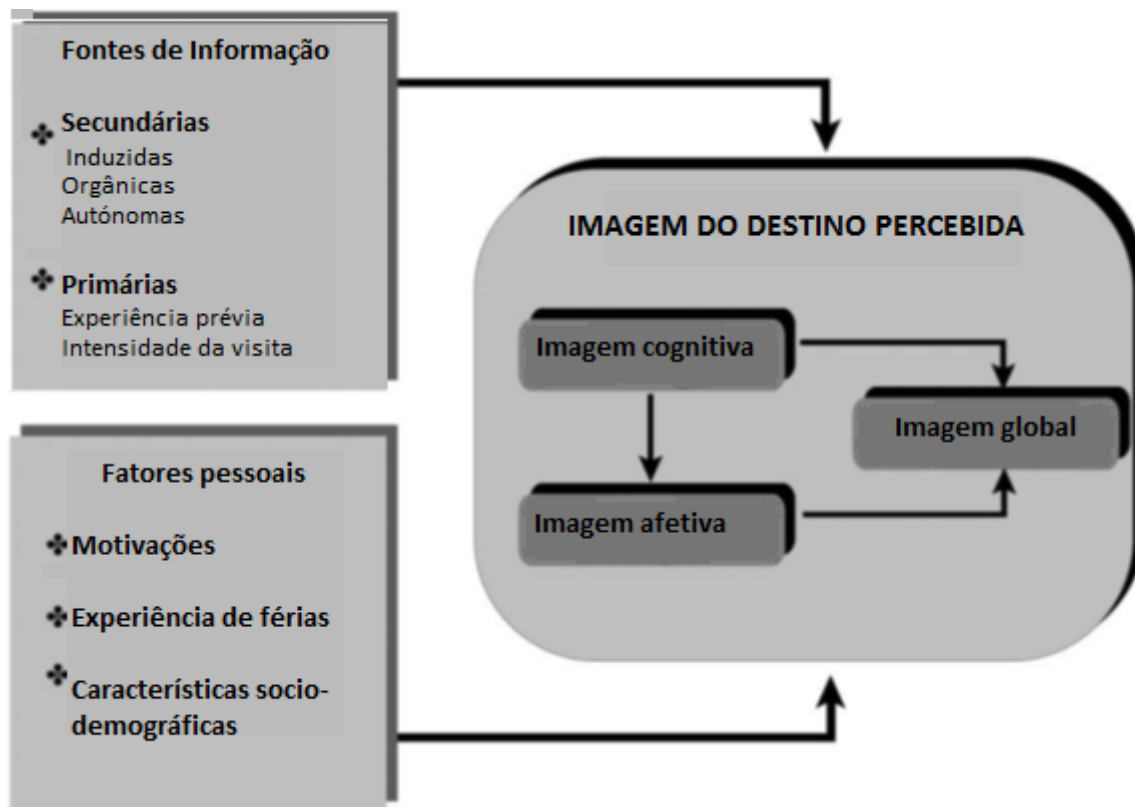 Fontes de Informação
Secundárias
Induzidas
Orgânicas
Autónomas
Primárias
Experiência prévia
Intensidade da visita
Fatores pessoais
Motivações
Experiência de férias
Característicias socio-
demográficas
IMAGEM DO DESTINO PERCEBIDA
Imagem cognitiva
Imagem afetiva
Imagem global